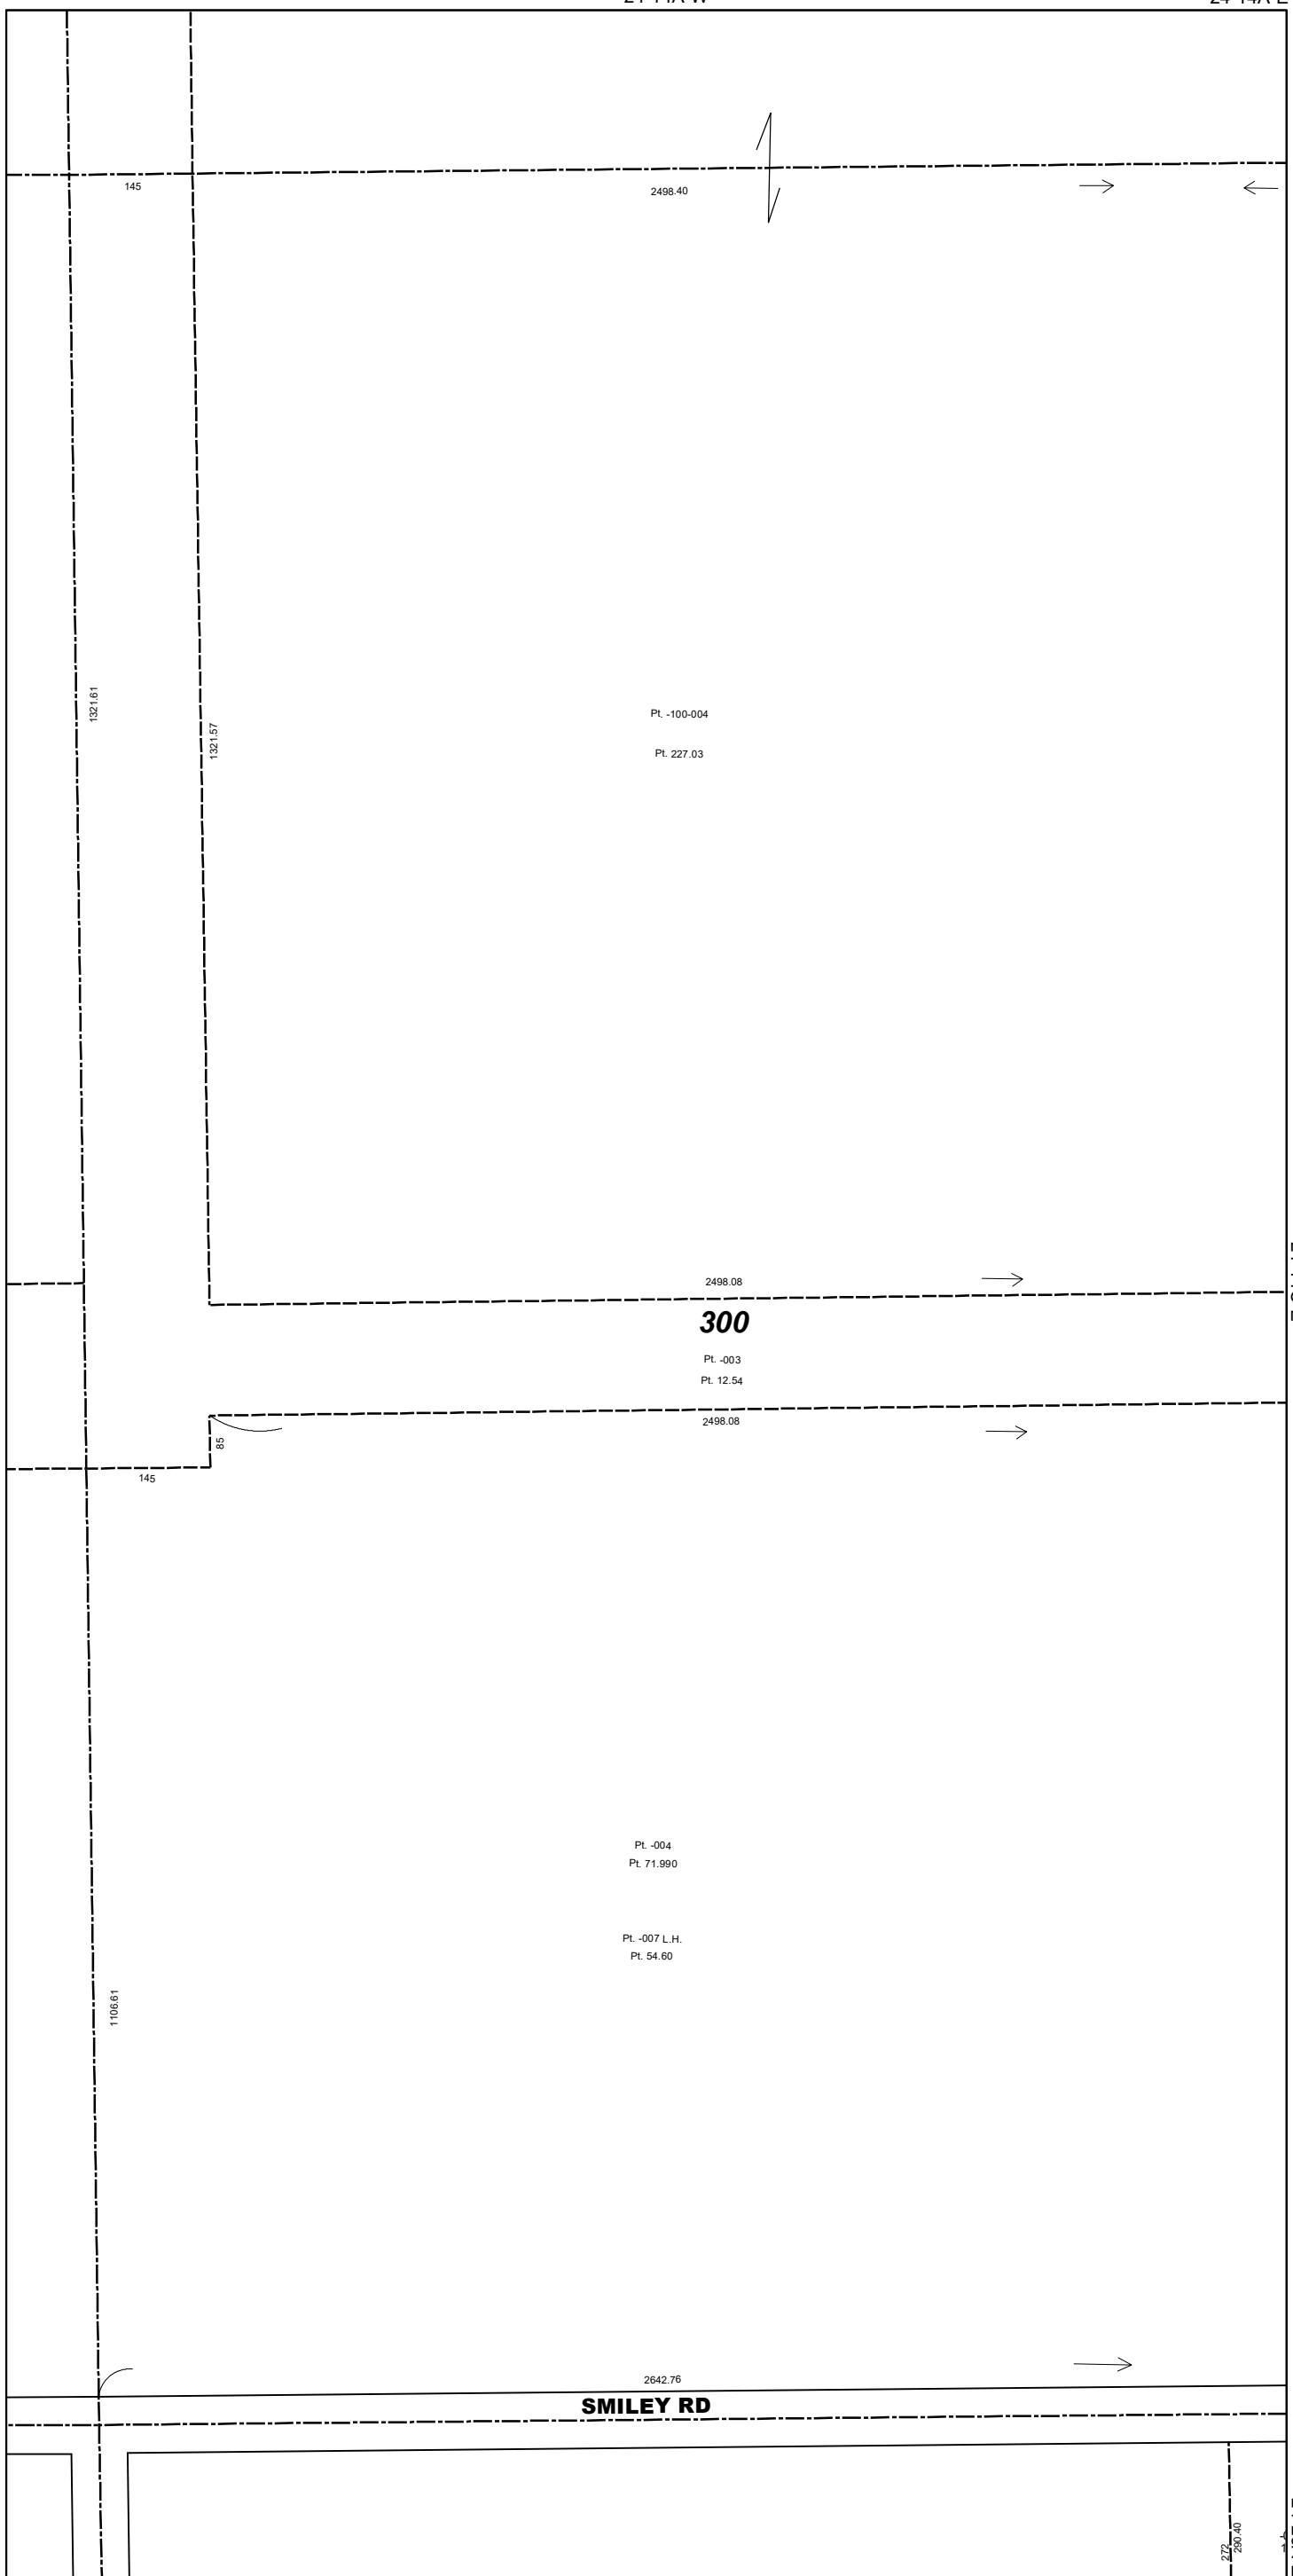 145
2498.40
1321.61
1321.57
Pt. -100-004
Pt. 227.03
2498.08
300
Pt. -003
Pt. 12.54
2498.08
85
145
Pt. -004
Pt. 71.990
Pt. -007 L.H.
Pt. 54.60
1106.61
2642.76
SMILEY RD
272
290.40